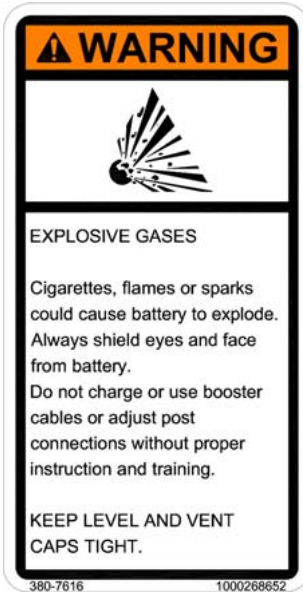 WARNING
EXPLOSIVE GASES
Cigarettes, flames or sparks
could cause battery to explode.
Always shield eyes and face
from battery.
Do not charge or use booster
cables or adjust post
connections without proper
instruction and training.
KEEP LEVEL AND VENT
CAPS TIGHT.
380-7616 1000268652